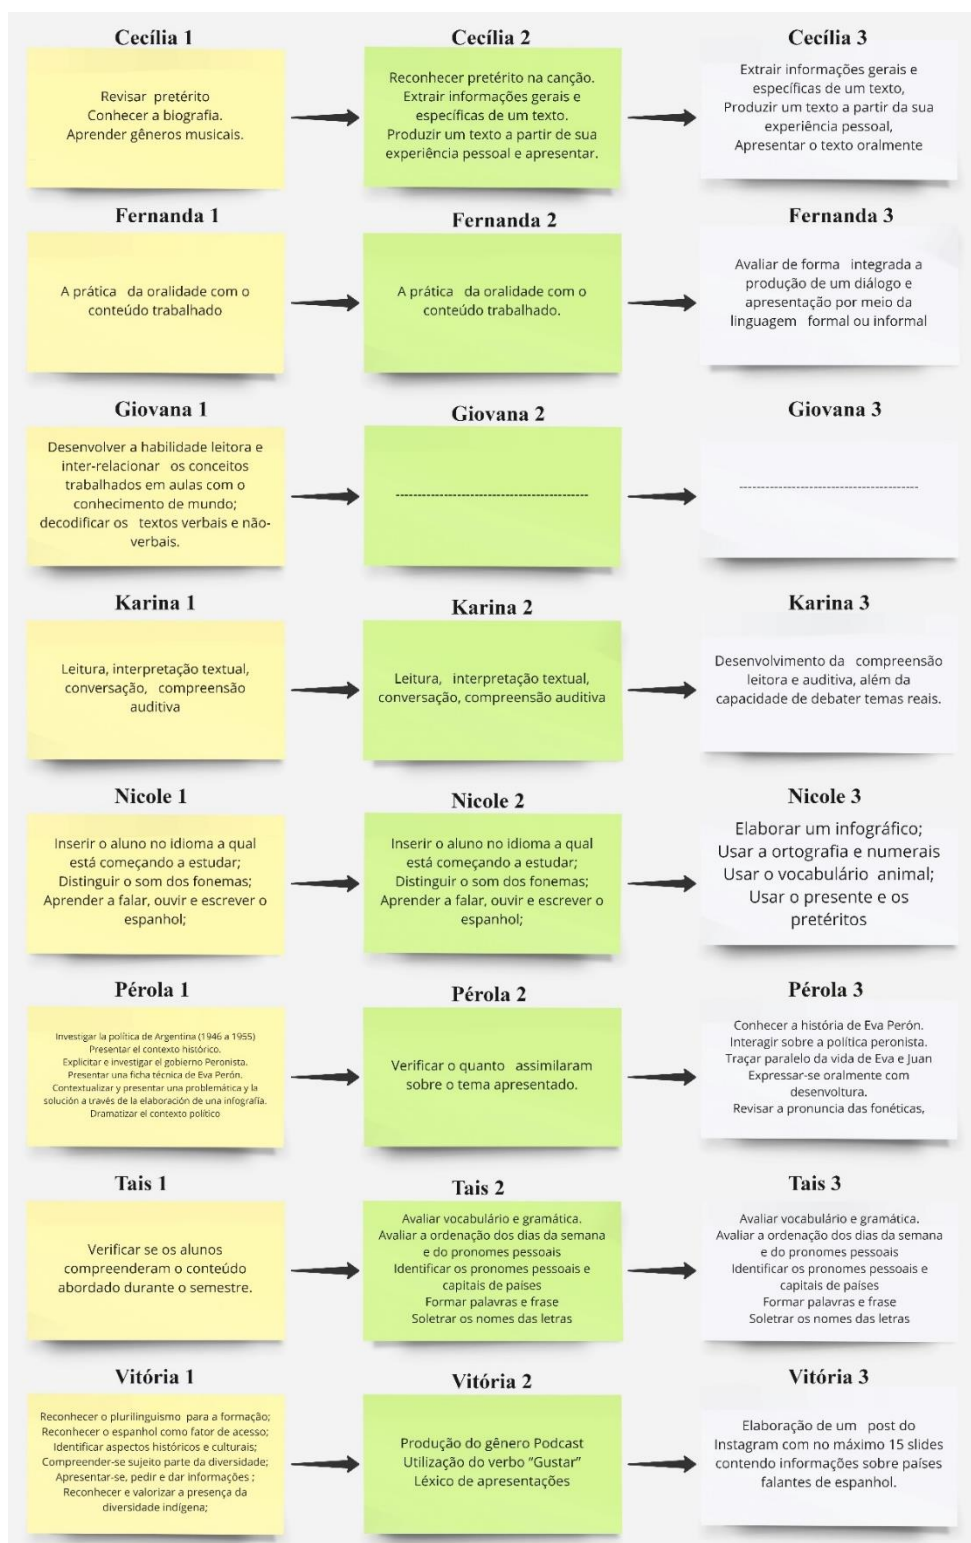 Cecília 1
Revisar pretérito
Conhecer a biografia.
Aprender gêneros musicais.
Cecília 2
Reconhecer pretérito na canção.
Extrair informações gerais e
específicas de um texto.
Produzir um texto a partir de sua
experiência pessoal e apresentar.
Cecília 3
Extrair informações gerais e
específicas de um texto,
Produzir um texto a partir da sua
experiência pessoal,
Apresentar o texto oralmente
Fernanda 1
A prática da oralidade com o
conteúdo trabalhado
Fernanda 2
A prática da oralidade com o
conteúdo trabalhado.
Fernanda 3
Avaliar de forma integrada a
produção de um diálogo e
apresentação por meio da
linguagem formal ou informal
Giovana 1
Desenvolver a habilidade leitora e
inter-relacionar os conceitos
trabalhados em aulas com o
conhecimento de mundo;
decodificar os textos verbais e não-
verbais.
Giovana 2
--------------------------------------------
Giovana 3
-----------------------------------------
Karina 1
Leitura, interpretação textual,
conversação, compreensão
auditiva
Karina 2
Leitura, interpretação textual,
conversação, compreensão auditiva
Karina 3
Desenvolvimento da compreensão
leitora e auditiva, além da
capacidade de debater temas reais.
Nicole 1
Inserir o aluno no idioma a qual
está começando a estudar;
Distinguir o som dos fonemas;
Aprender a falar, ouvir e escrever o
espanhol;
Nicole 2
Inserir o aluno no idioma a qual
está começando a estudar;
Distinguir o som dos fonemas;
Aprender a falar, ouvir e escrever o
espanhol;
Nicole 3
Elaborar um infográfico;
Usar a ortografia e numerais
Usar o vocabulário animal;
Usar o presente e os
pretéritos
Pérola 1
Investigar la política de Argentina (1946 a 1955)
Presentar el contexto histórico.
Explicitar e investigar el gobierno Peronista.
Presentar una ficha técnica de Eva Perón.
Contextualizar y presentar una problemática y la
solución a través de la elaboración de una infografía.
Dramatizar el contexto político
Pérola 2
Verificar o quanto assimilaram
sobre o tema apresentado.
Pérola 3
Conhecer a história de Eva Perón.
Interagir sobre a política peronista.
Traçar paralelo da vida de Eva e Juan
Expressar-se oralmente com
desenvoltura.
Revisar a pronuncia das fonéticas,
Tais 1
Verificar se os alunos
compreenderam o conteúdo
abordado durante o semestre.
Tais 2
Avaliar vocabulário e gramática.
Avaliar a ordenação dos dias da semana
e do pronomes pessoais
Identificar os pronomes pessoais e
capitais de países
Formar palavras e frase
Soletrar os nomes das letras
Tais 3
Avaliar vocabulário e gramática.
Avaliar a ordenação dos dias da semana
e do pronomes pessoais
Identificar os pronomes pessoais e
capitais de países
Formar palavras e frase
Soletrar os nomes das letras
Vitória 1
Reconhecer o plurilinguismo para a formação;
Reconhecer o espanhol como fator de acesso;
Identificar aspectos históricos e culturais;
Compreender-se sujeito parte da diversidade;
Apresentar-se, pedir e dar informações ;
Reconhecer e valorizar a presença da
diversidade indígena;
Vitória 2
Produção do gênero Podcast
Utilização do verbo “Gustar”
Léxico de apresentações
Vitória 3
Elaboração de um post do
Instagram com no máximo 15 slides
contendo informações sobre países
falantes de espanhol.